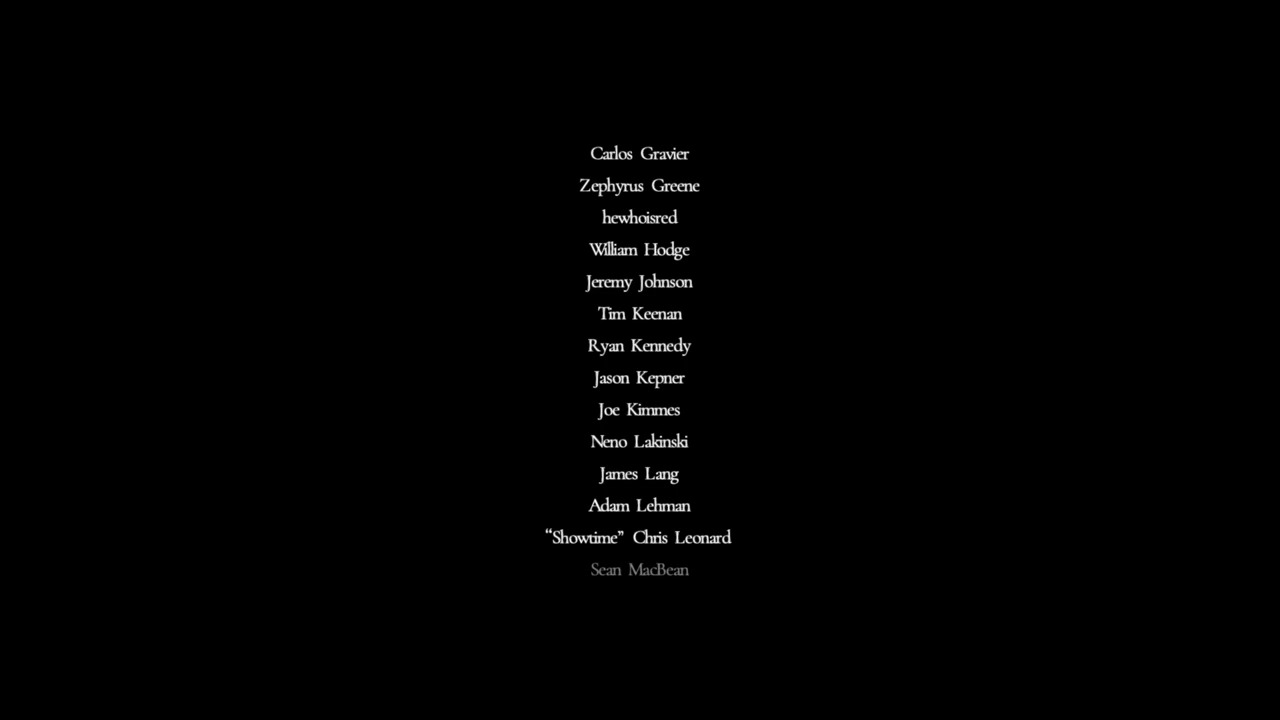 Carlos Gravier
Zephyrus Greene
hewhoisred
William Hodge
Jeremy Johnson
Tim Keenan
Ryan Kennedy
Jason Kepner
Joe Kimmes
Neno Lakinski
James Lang
Adam Lehman
“Showtime” Chris Leonard
Sean MacBean